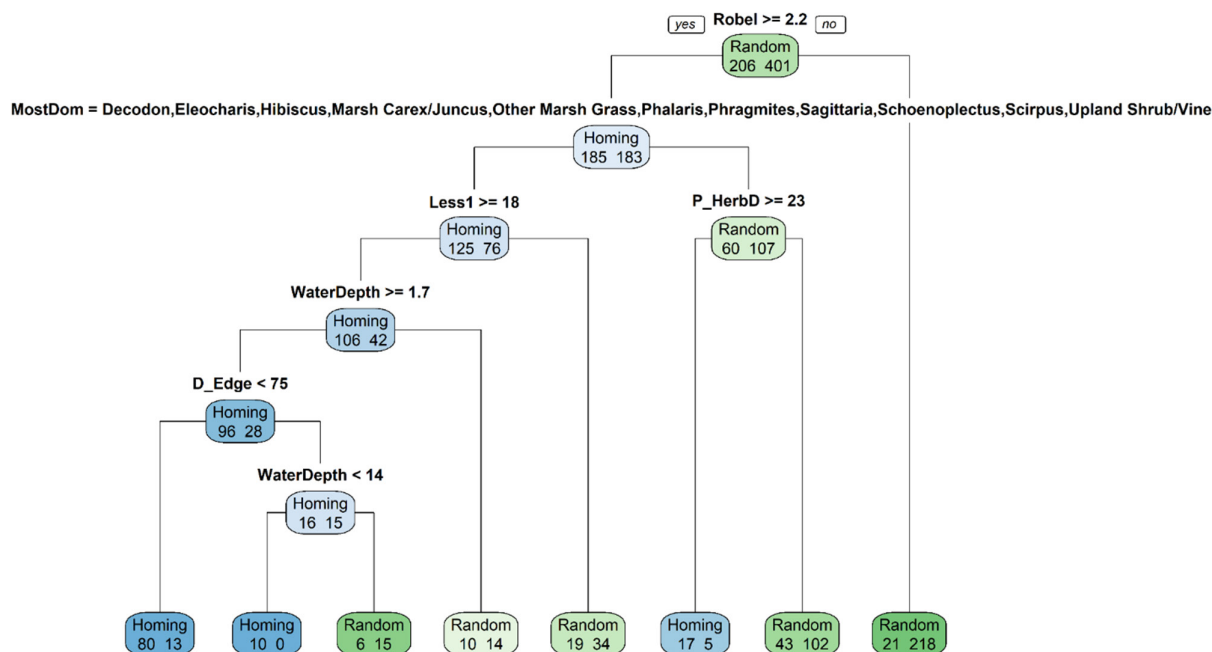 yes Robel >= 2.2 no
Random
206 401
MostDom = Decodon,Eleocharis,Hibiscus,Marsh Carex/Juncus,Other Marsh Grass,Phalaris,Phragmites,Sagittaria,Schoenoplectus,Scirpus,Upland Shrub/Vine
Homing
185 183
Less1 >= 18
P_HerbD >= 23
Homing
125 76
Random
60 107
WaterDepth >= 1.7
Homing
106 42
D_Edge < 75
Homing
96 28
WaterDepth < 14
Homing
16 15
Homing
80 13
Homing
10 0
Random
6 15
Random
10 14
Random
19 34
Homing
17 5
Random
43 102
Random
21 218